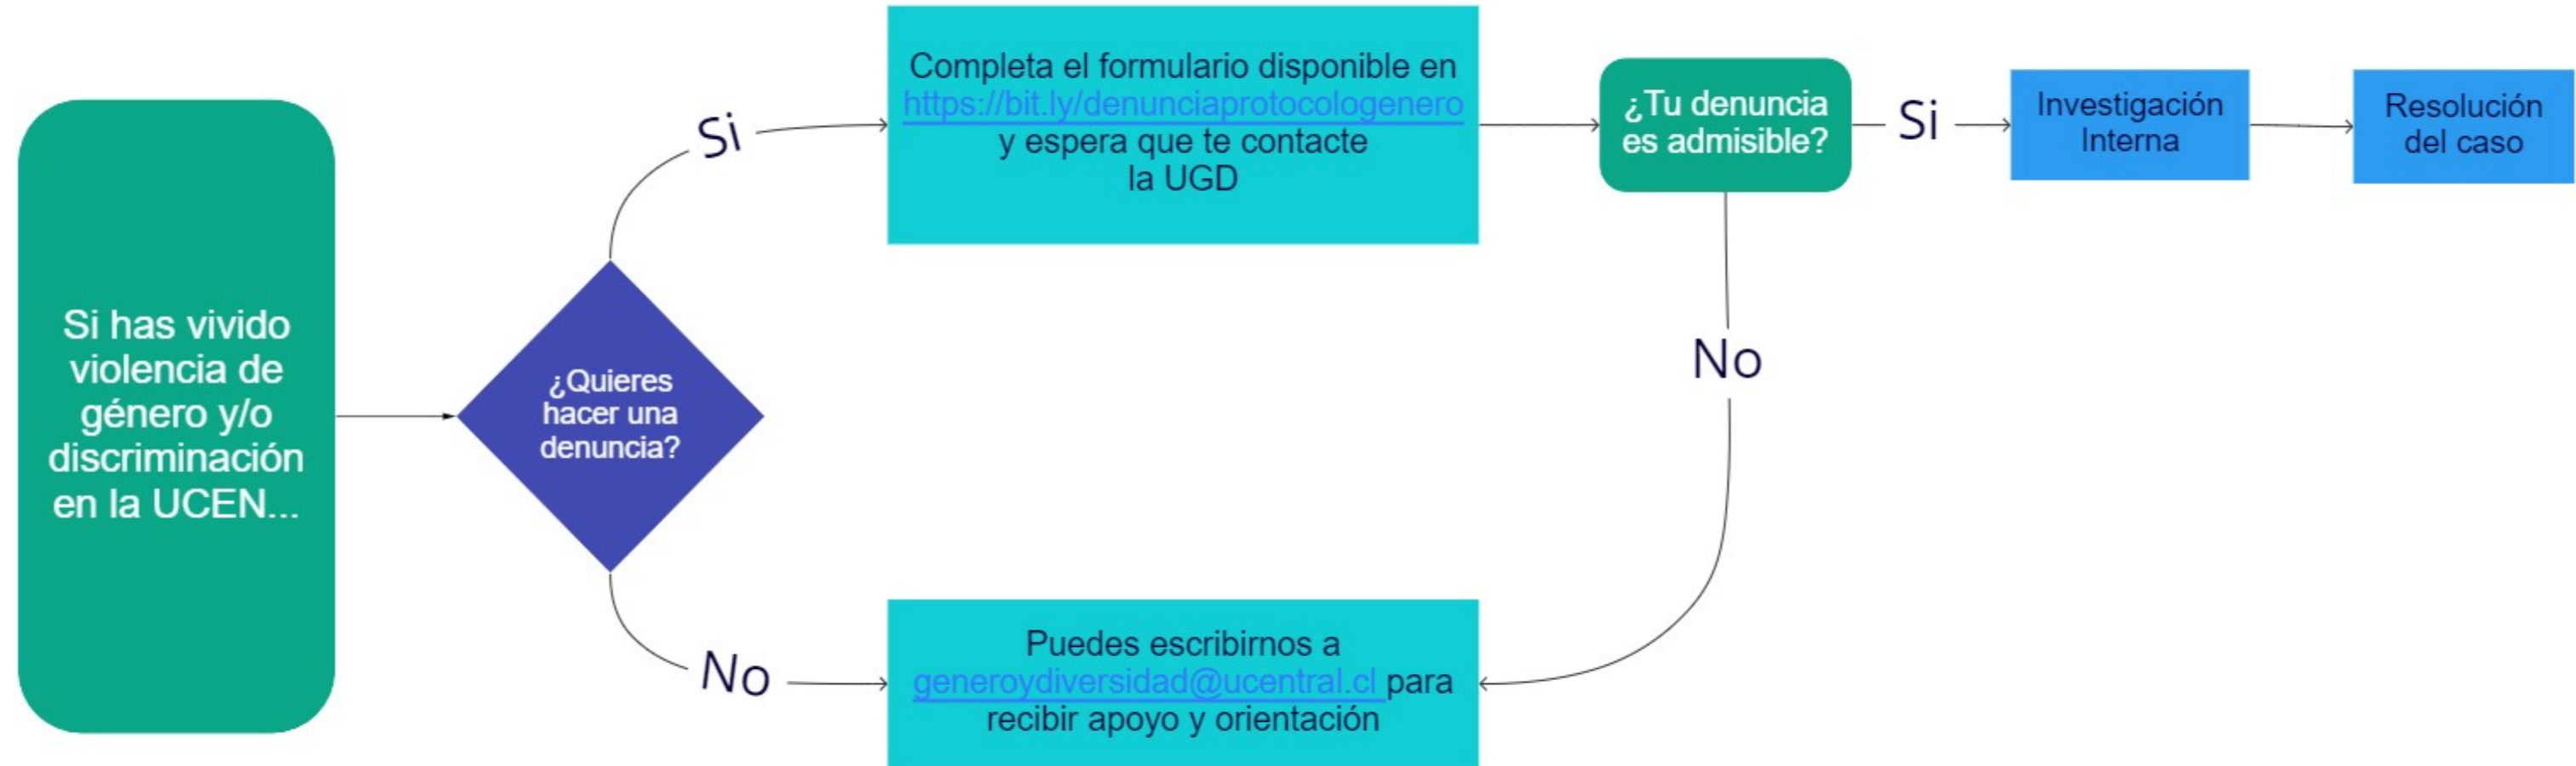 Si has vivido
violencia de
género y/o
discriminación
en la UCEN...
¿Quieres
hacer una
denuncia?
Si
Completa el formulario disponible en
https://bit.ly/denunciaprotocologenero
y espera que te contacte
la UGD
¿Tu denuncia
es admisible?
Si
Investigación
Interna
Resolución
del caso
No
No
Puedes escribirnos a
generoydiversidad@ucentral.cl para
recibir apoyo y orientación